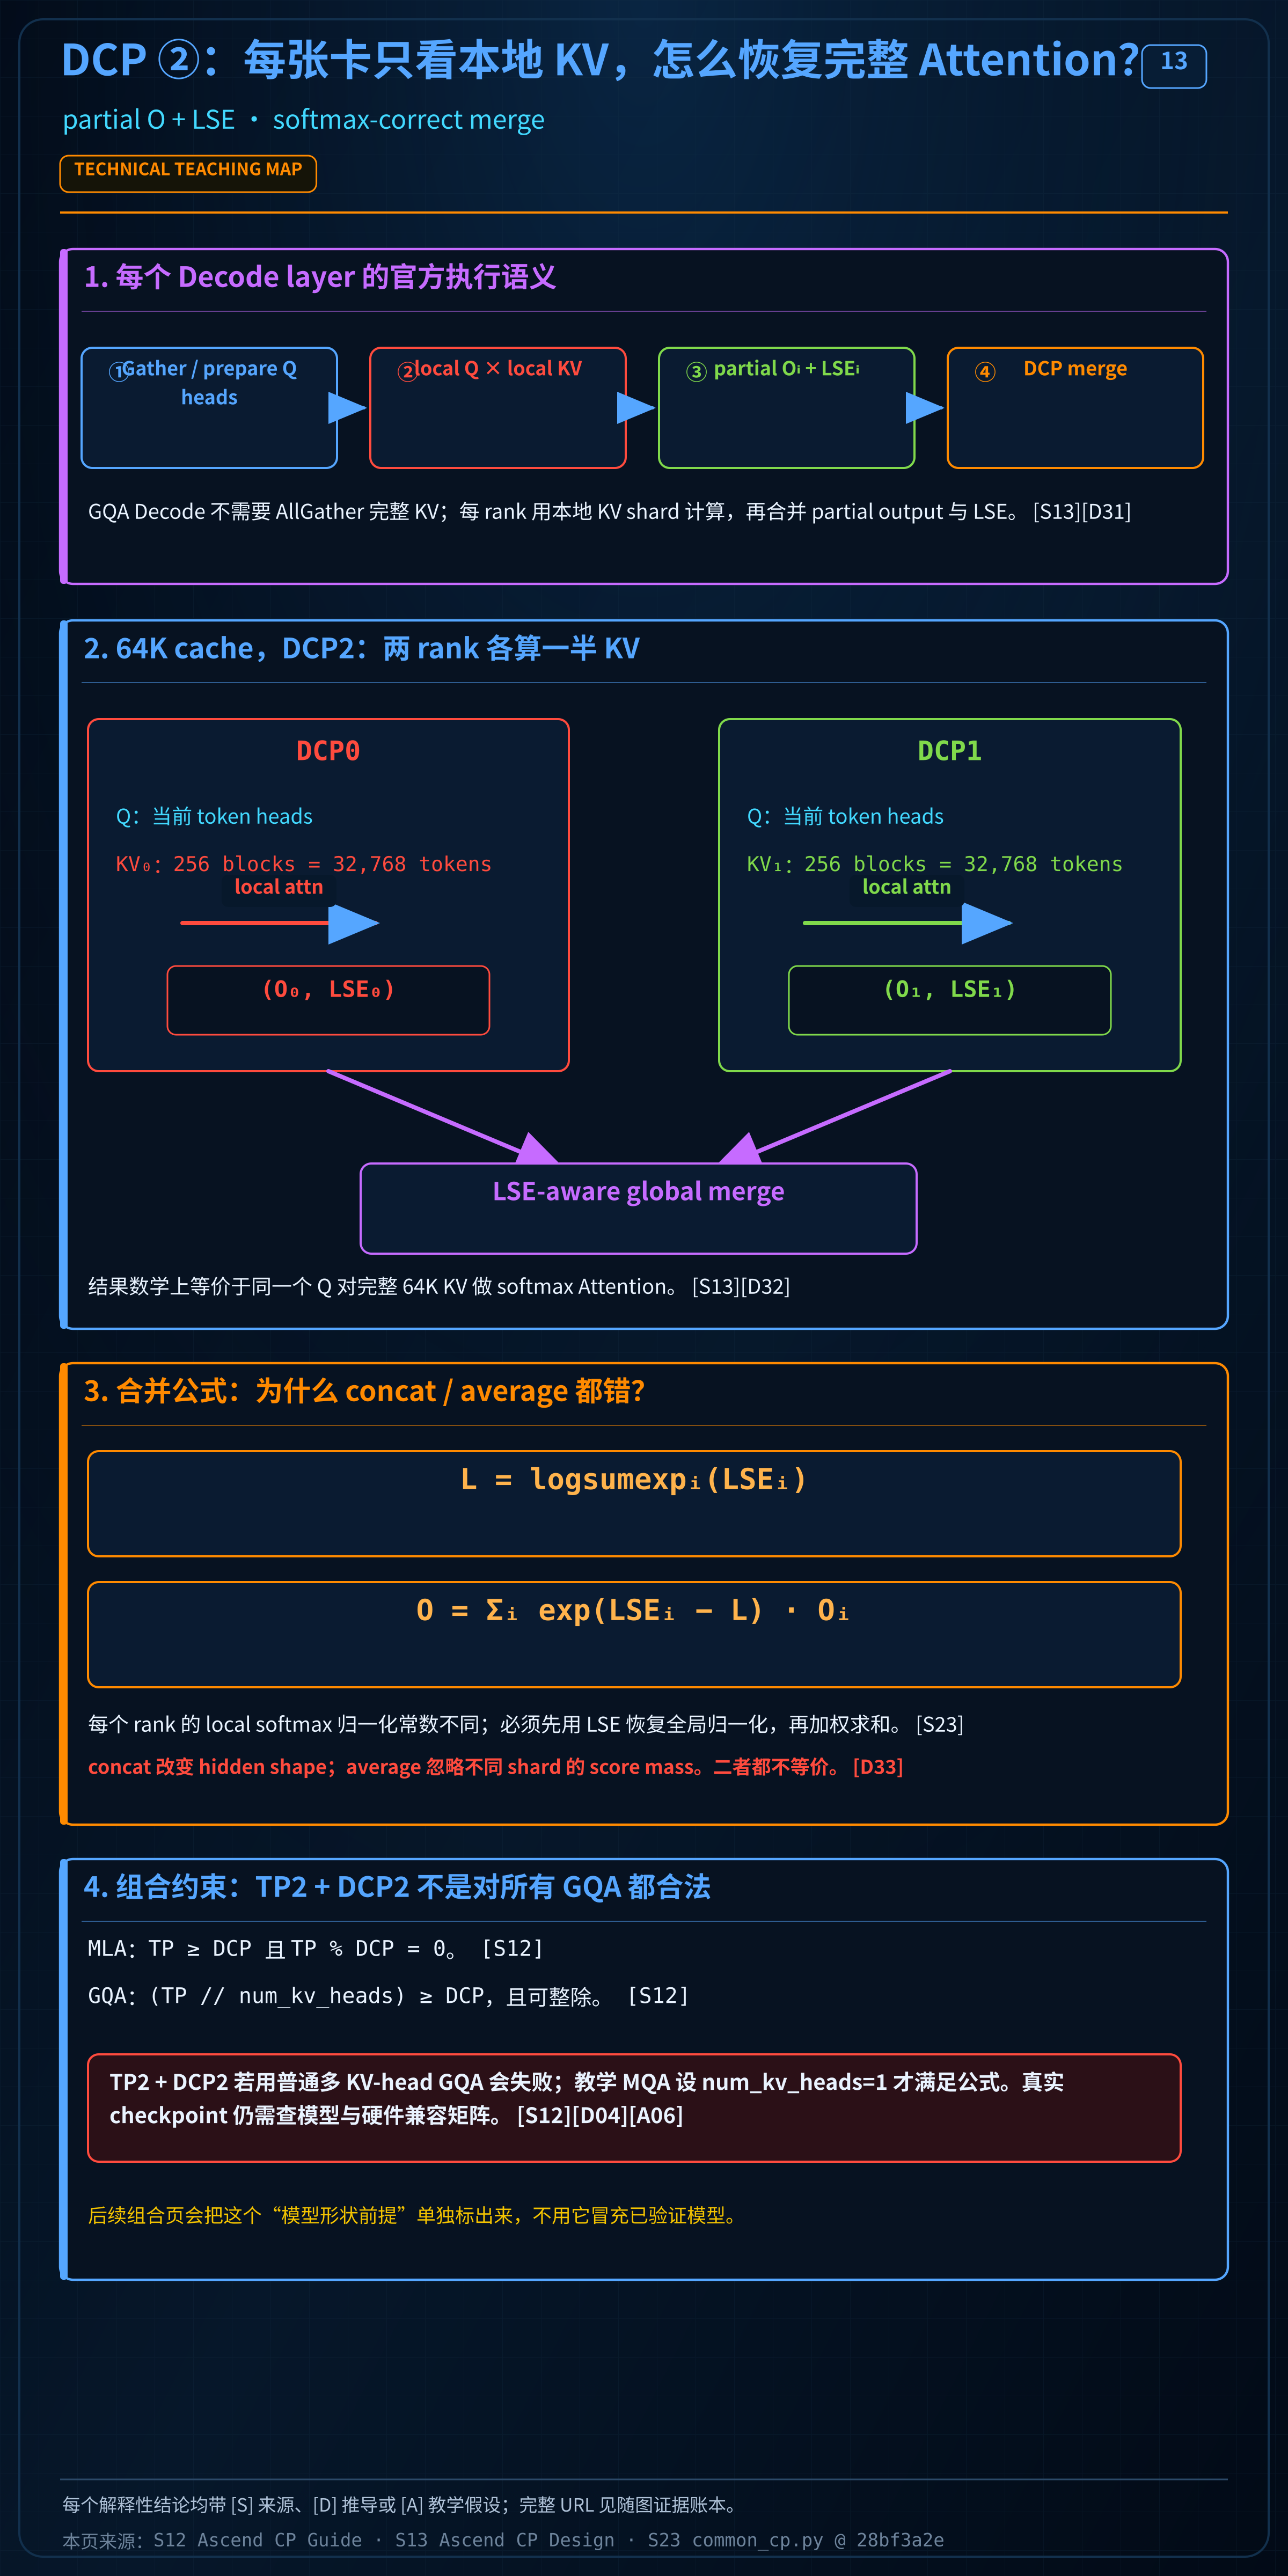 DCP ②：每张卡只看本地 KV，怎么恢复完整 Attention?
13
partial O + LSE · softmax-correct merge
TECHNICAL TEACHING MAP
1. 每个 Decode layer 的官方执行语义
① Gather / prepare Q
heads
② local Q × local KV
③ partial Oᵢ + LSEᵢ
④ DCP merge
GQA Decode 不需要 AllGather 完整 KV；每 rank 用本地 KV shard 计算，再合并 partial output 与 LSE。 [S13][D31]
2. 64K cache，DCP2：两 rank 各算一半 KV
DCP0
Q：当前 token heads
KV₀：256 blocks = 32,768 tokens
local attn
(O₀, LSE₀)
DCP1
Q：当前 token heads
KV₁：256 blocks = 32,768 tokens
local attn
(O₁, LSE₁)
LSE-aware global merge
结果数学上等价于同一个 Q 对完整 64K KV 做 softmax Attention。 [S13][D32]
3. 合并公式：为什么 concat / average 都错？
L = logsumexpᵢ(LSEᵢ)
O = Σᵢ exp(LSEᵢ − L) · Oᵢ
每个 rank 的 local softmax 归一化常数不同；必须先用 LSE 恢复全局归一化，再加权求和。 [S23]
concat 改变 hidden shape；average 忽略不同 shard 的 score mass。二者都不等价。 [D33]
4. 组合约束：TP2 + DCP2 不是对所有 GQA 都合法
MLA：TP ≥ DCP 且 TP % DCP = 0。 [S12]
GQA：(TP // num_kv_heads) ≥ DCP，且可整除。 [S12]
TP2 + DCP2 若用普通多 KV-head GQA 会失败；教学 MQA 设 num_kv_heads=1 才满足公式。真实
checkpoint 仍需查模型与硬件兼容矩阵。 [S12][D04][A06]
后续组合页会把这个“模型形状前提”单独标出来，不用它冒充已验证模型。
每个解释性结论均带 [S] 来源、[D] 推导或 [A] 教学假设；完整 URL 见随图证据账本。
本页来源：S12 Ascend CP Guide · S13 Ascend CP Design · S23 common_cp.py @ 28bf3a2e